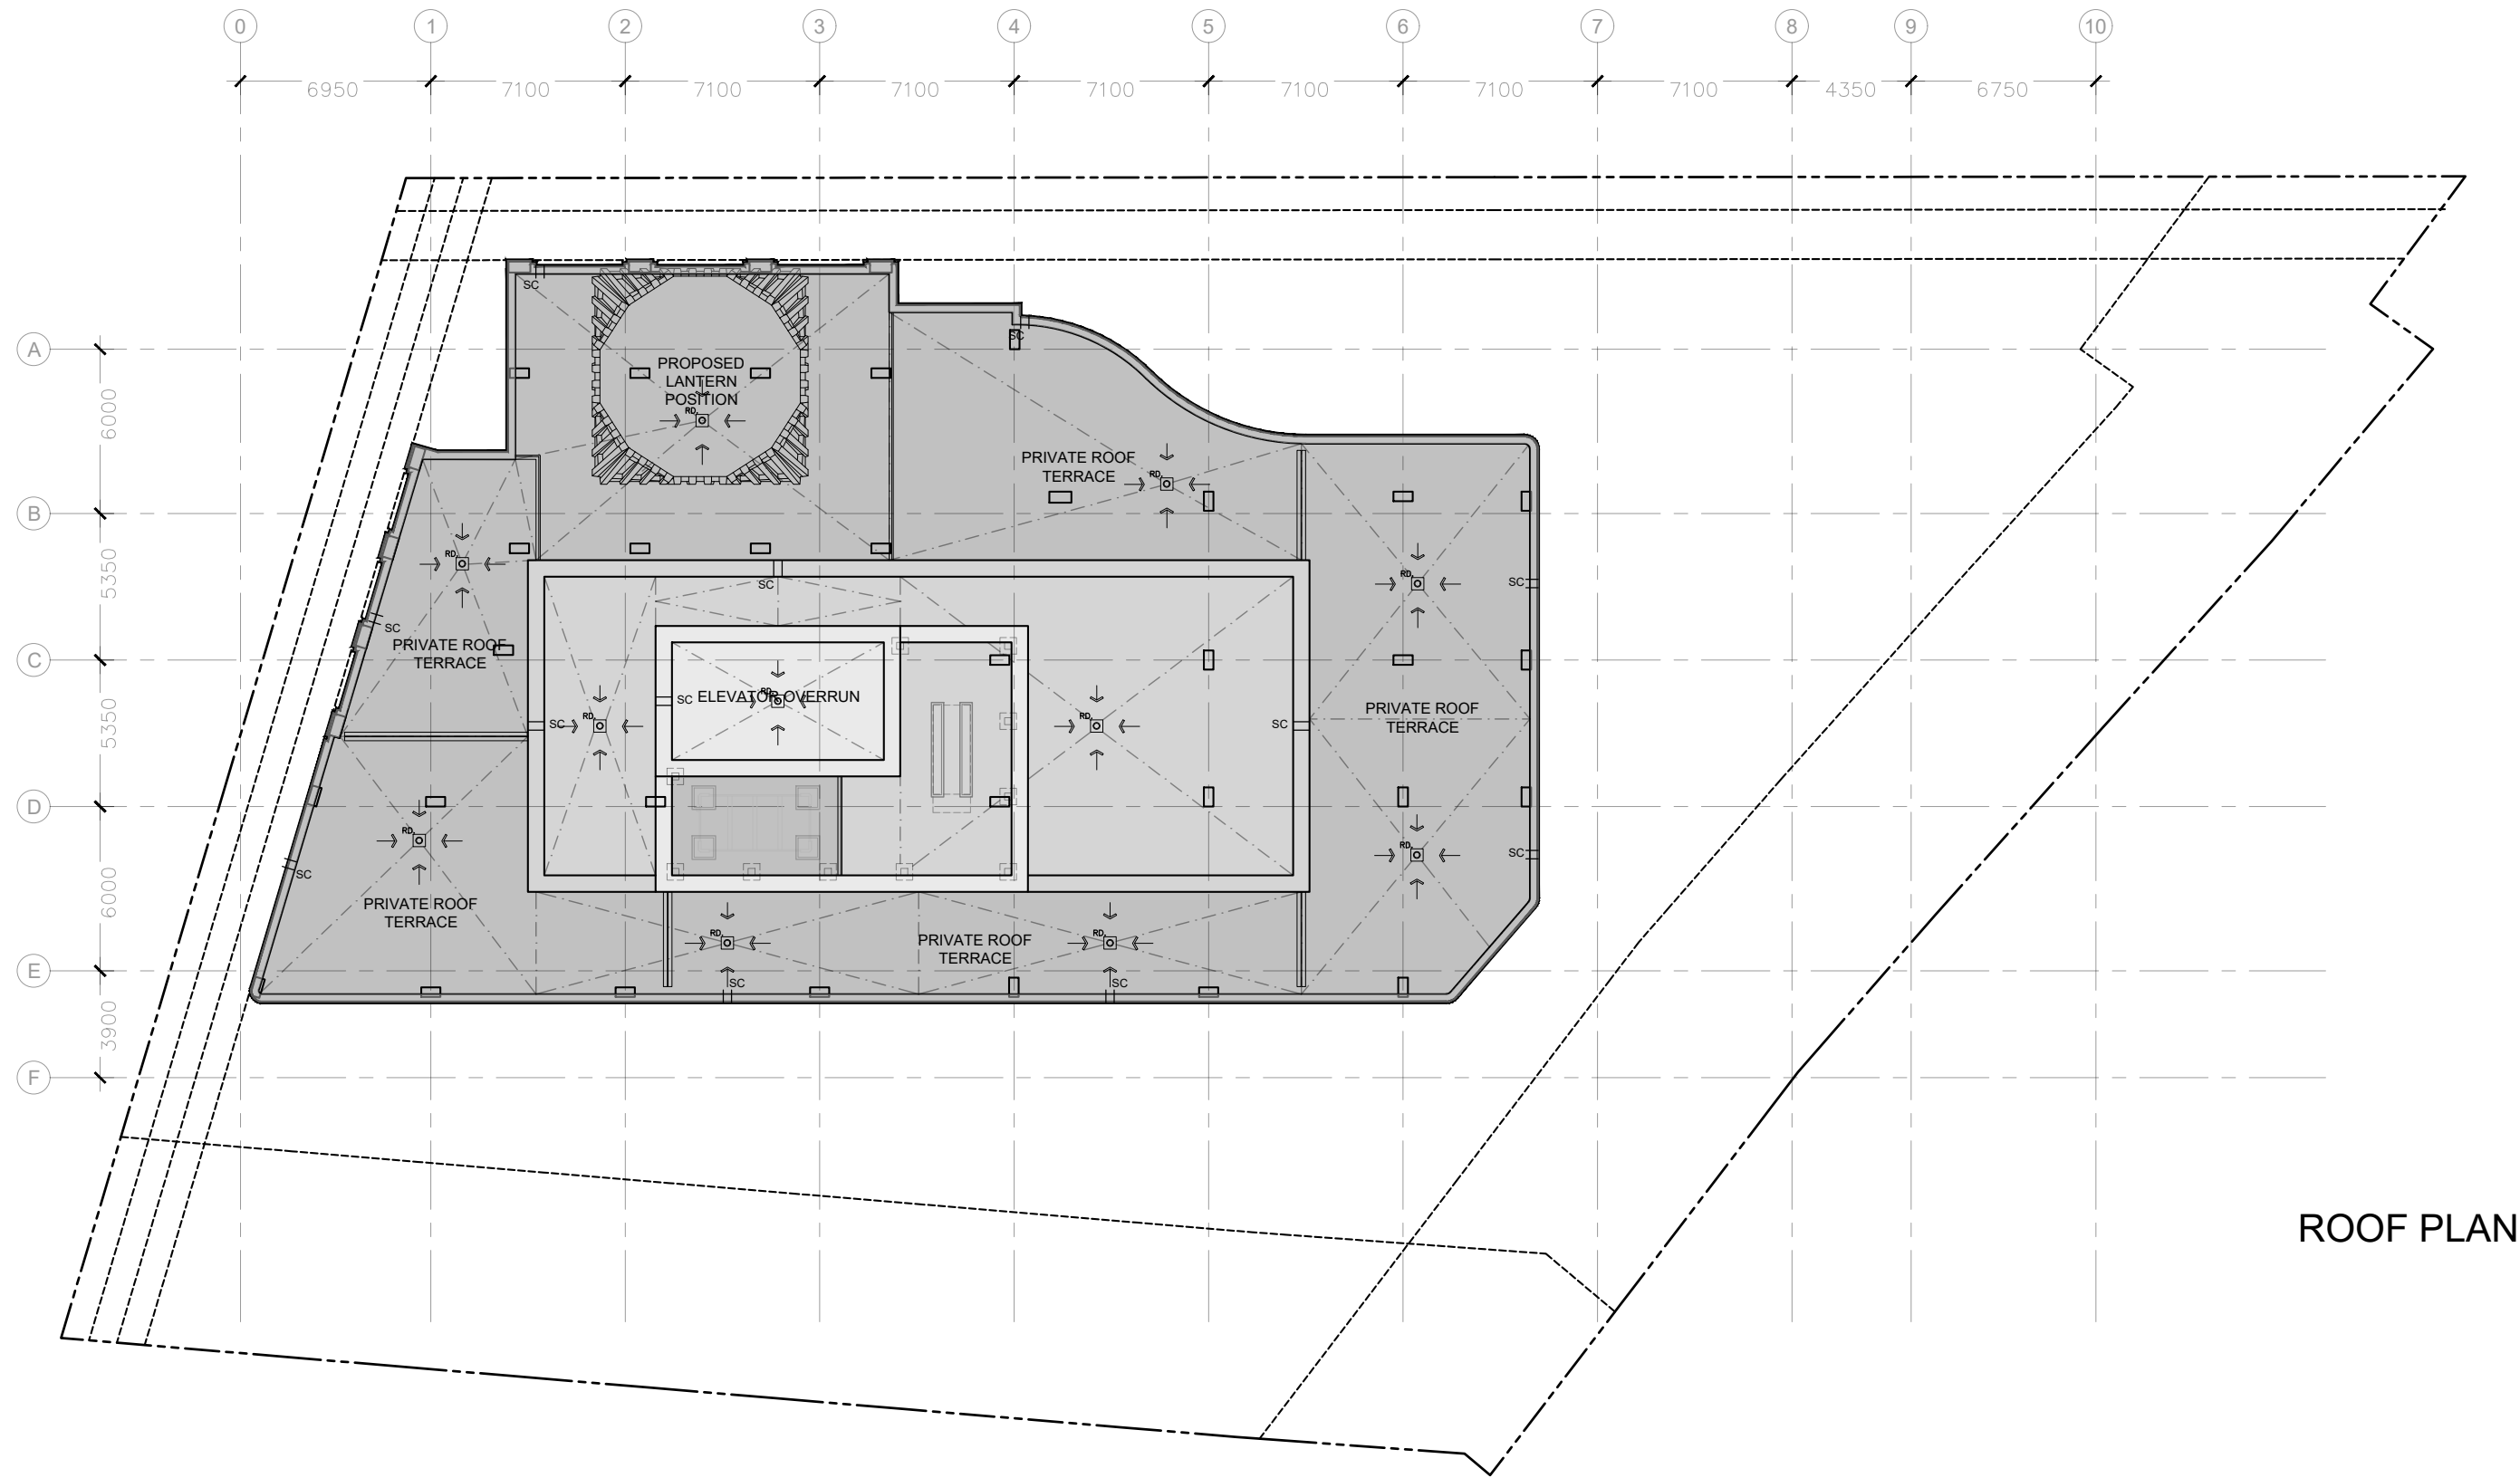 0 1 2 3 4 5 6 7 8 9 10
6950 7100 7100 7100 7100 7100 7100 7100 4350 6750
SC
A
SC
PROPOSED
LANTERN
POSITION
6000
RD.
PRIVATE ROOF
TERRACE
RD.
B
RD.
5350
RD.
SC
SC
SC
PRIVATE ROOF
TERRACE
C
RD.
ELEVATOR OVERRUN
SC
PRIVATE ROOF
TERRACE
5350
RD.
SC
RD.
SC
D
RD.
RD.
SC
SC
6000
PRIVATE ROOF
TERRACE
RD.
RD.
PRIVATE ROOF
TERRACE
E
SC
SC
3900
F
ROOF PLAN